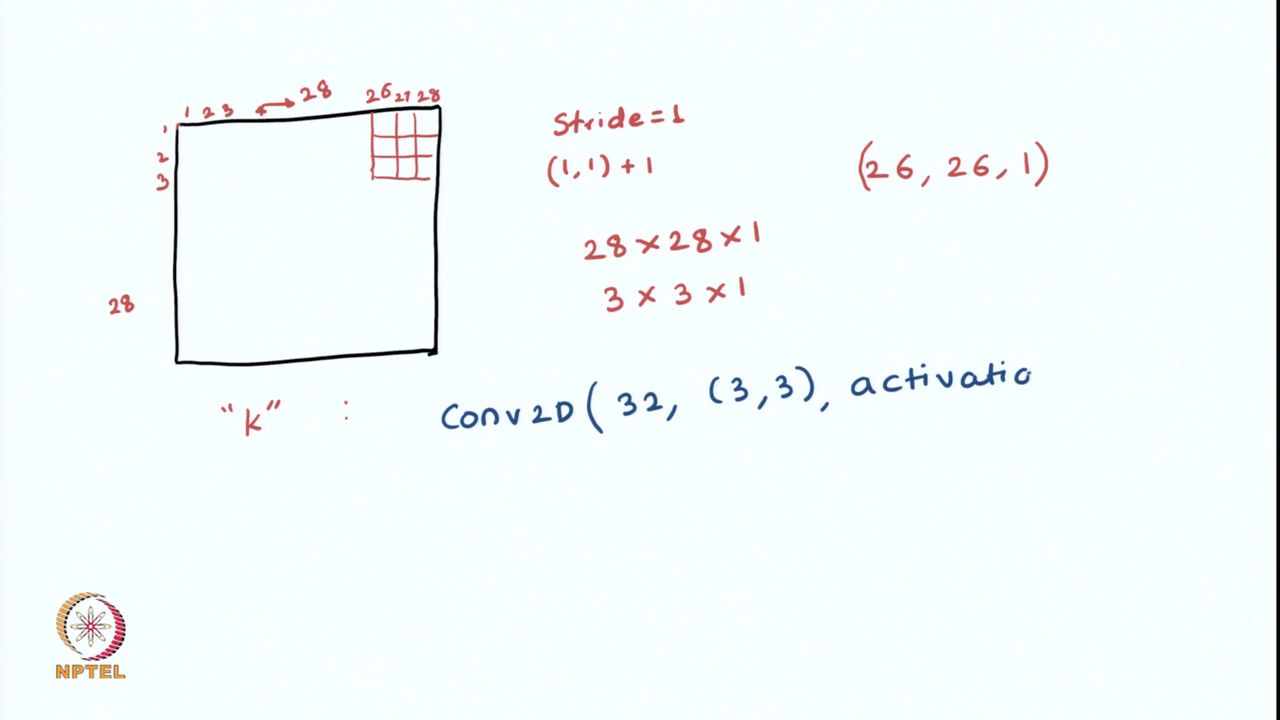 1 2 3 28 26 27 28
1
2
3
28
Stride=1
(1,1)+1
(26, 26, 1)
28×28×1
3×3×1
"k" : Conv2D(32, (3,3), activatio
NPTEL